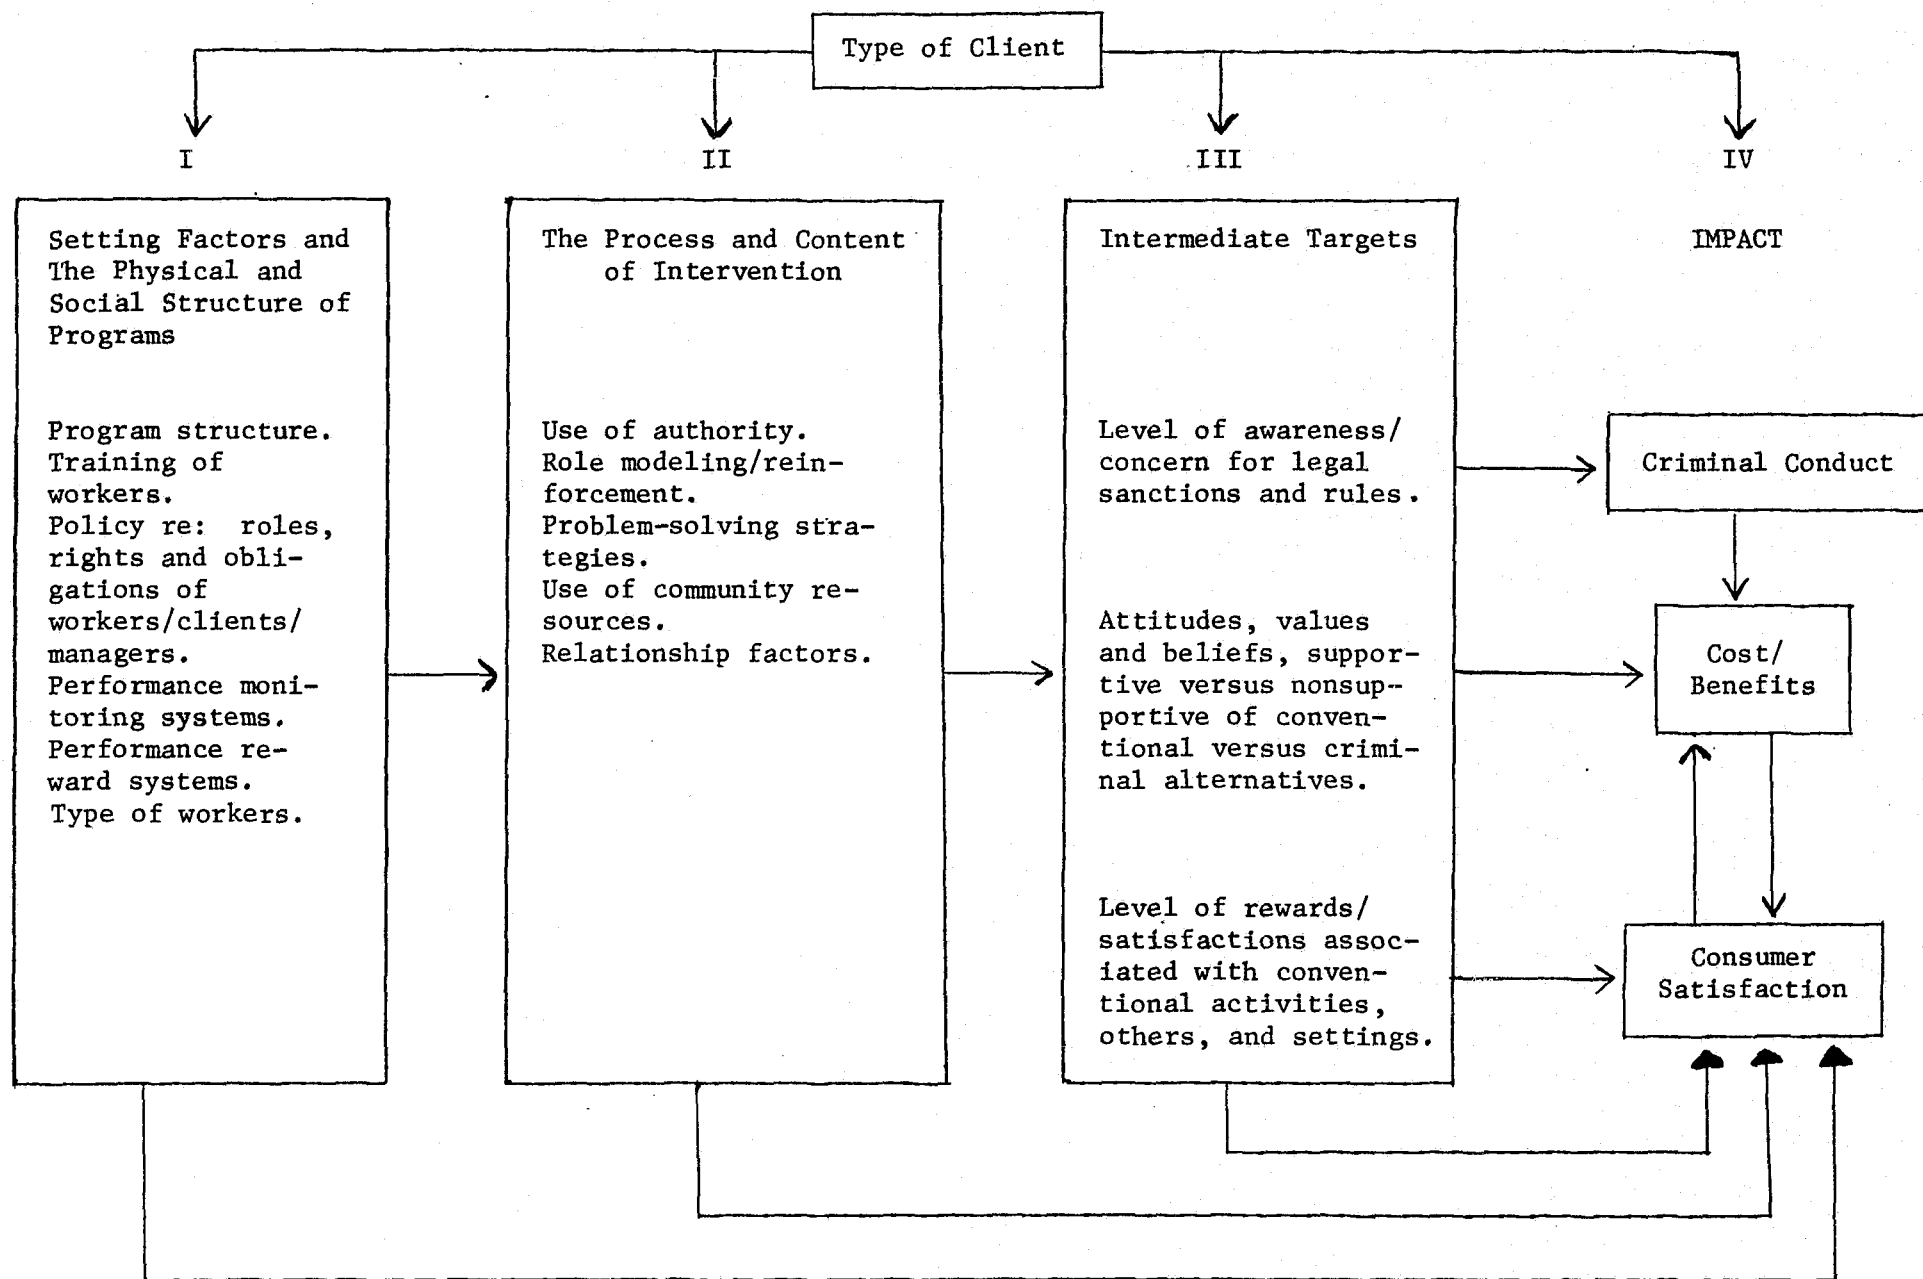 Type of Client
I
II
III
IV
Setting Factors and
The Physical and
Social Structure of
Programs
Program structure.
Training of
workers.
Policy re: roles,
rights and obli-
gations of
workers/clients/
managers.
Performance moni-
toring systems.
Performance re-
ward systems.
Type of workers.
The Process and Content
of Intervention
Use of authority.
Role modeling/rein-
forcement.
Problem-solving stra-
tegies.
Use of community re-
sources.
Relationship factors.
Intermediate Targets
Level of awareness/
concern for legal
sanctions and rules.
Attitudes, values
and beliefs, suppor-
tive versus nonsup-
portive of conven-
tional versus crimi-
nal alternatives.
Level of rewards/
satisfactions assoc-
iated with conven-
tional activities,
others, and settings.
IMPACT
Criminal Conduct
Cost/
Benefits
Consumer
Satisfaction